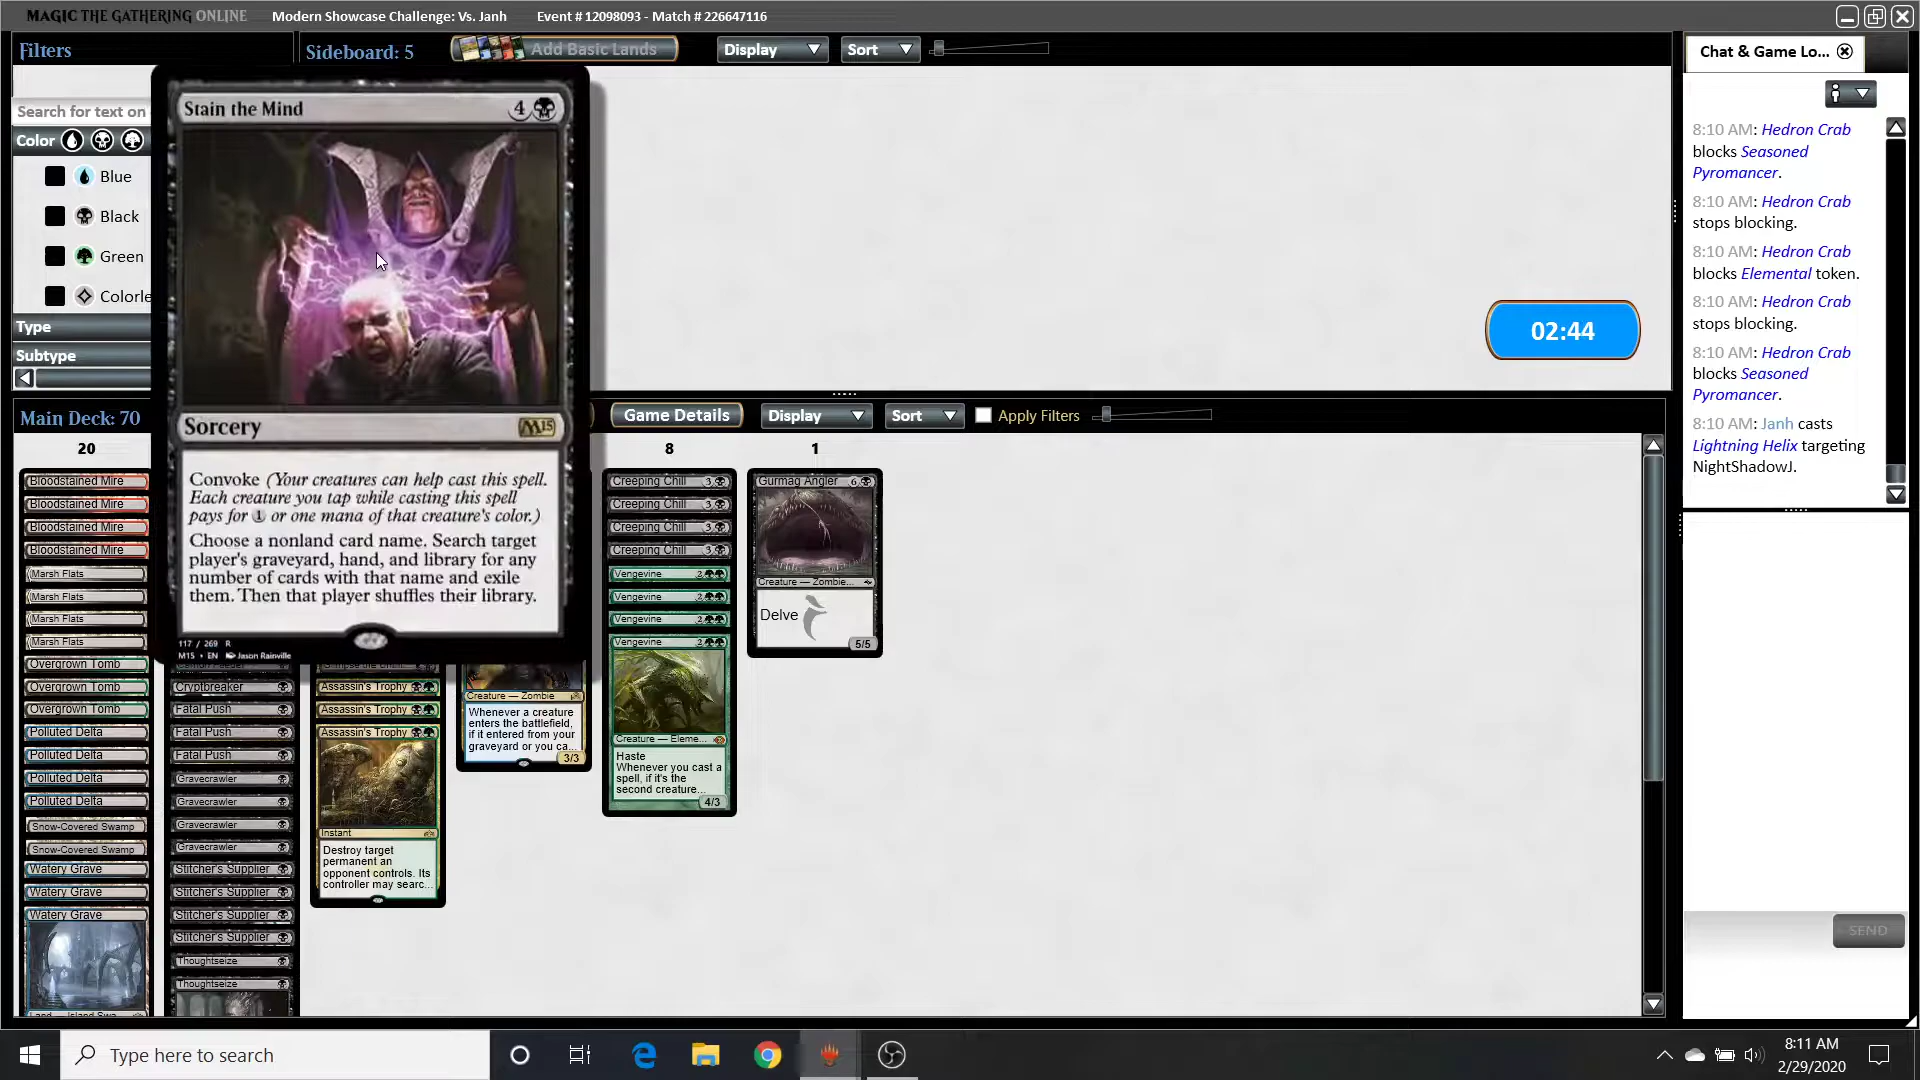 MAGIC THE GATHERING ONLINE
Modern Showcase Challenge: Vs. Janh
Event # 12098093 - Match # 226647116
Filters
Sideboard: 5
Add Basic Lands
Display
Sort
Chat & Game Lo...
Search for text on
Color
Blue
Black
Green
Colorle
Type
Subtype
Stain the Mind
4
Sorcery
M15
Convoke (Your creatures can help cast this spell.
Each creature you tap while casting this spell
pays for 1 or one mana of that creature's color.)
Choose a nonland card name. Search target
player's graveyard, hand, and library for any
number of cards with that name and exile
them. Then that player shuffles their library.
117 / 269 R
M15 • EN Jason Rainville
02:44
8:10 AM: Hedron Crab
blocks Seasoned
Pyromancer.
8:10 AM: Hedron Crab
stops blocking.
8:10 AM: Hedron Crab
blocks Elemental token.
8:10 AM: Hedron Crab
stops blocking.
8:10 AM: Hedron Crab
blocks Seasoned
Pyromancer.
8:10 AM: Janh casts
Lightning Helix targeting
NightShadowJ.
SEND
Main Deck: 70
Game Details
Display
Sort
Apply Filters
20
8
1
Bloodstained Mire
Bloodstained Mire
Bloodstained Mire
Bloodstained Mire
Marsh Flats
Marsh Flats
Marsh Flats
Marsh Flats
Overgrown Tomb
Overgrown Tomb
Overgrown Tomb
Polluted Delta
Polluted Delta
Polluted Delta
Polluted Delta
Snow-Covered Swamp
Snow-Covered Swamp
Watery Grave
Watery Grave
Watery Grave
Cryptbreaker
Fatal Push
Fatal Push
Fatal Push
Gravecrawler
Gravecrawler
Gravecrawler
Gravecrawler
Stitcher's Supplier
Stitcher's Supplier
Stitcher's Supplier
Stitcher's Supplier
Thoughtseize
Thoughtseize
Assassin's Trophy
Assassin's Trophy
Assassin's Trophy
Instant
Destroy target
permanent an
opponent controls. Its
controller may searc...
Creature — Zombie
Whenever a creature
enters the battlefield,
if it entered from your
graveyard or you ca...
3/3
Creeping Chill 3
Creeping Chill 3
Creeping Chill 3
Creeping Chill 3
Vengevine 2
Vengevine 2
Vengevine 2
Vengevine 2
Creature — Eleme...
Haste
Whenever you cast a
spell, if it's the
second creature...
4/3
Gurmag Angler 6
Creature — Zombie...
Delve
5/5
Type here to search
8:11 AM
2/29/2020